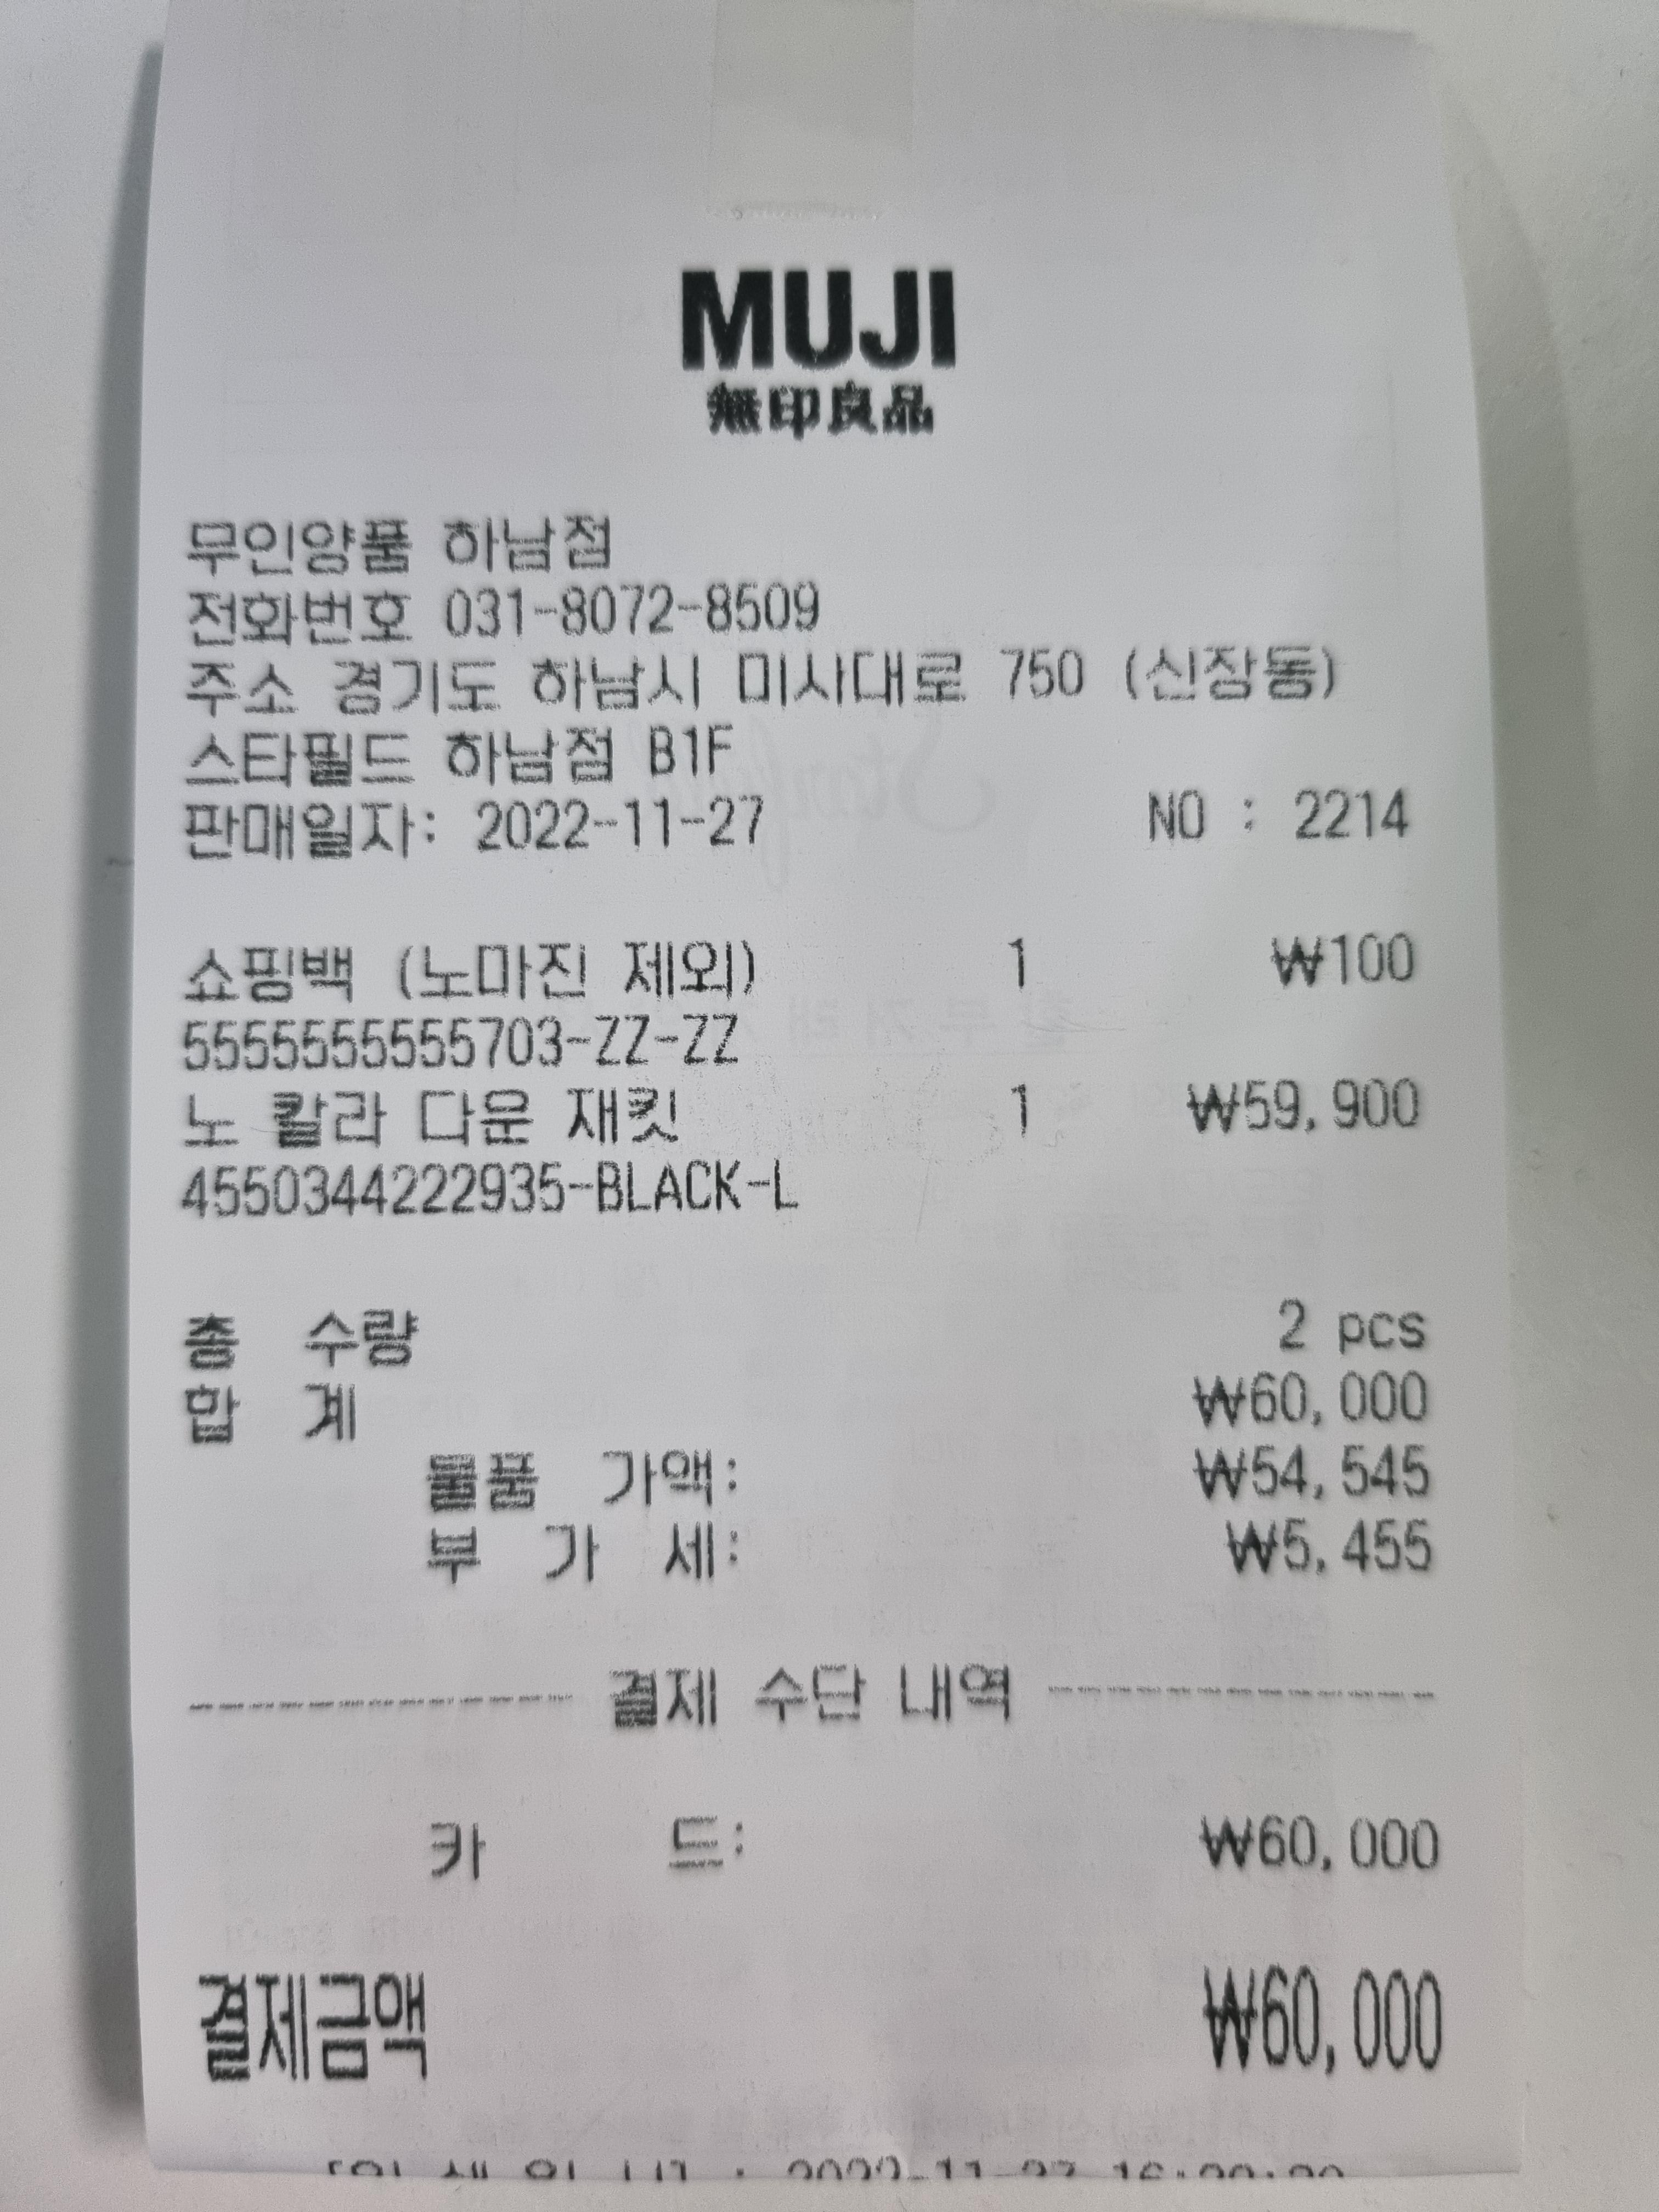 MUJI
無印良品
무인양품 하남점
전화번호 031-8072-8509
주소 경기도 하남시 미사대로 750 (신장동)
스타필드 하남점 B1F
판매일자: 2022-11-27 NO : 2214
쇼핑백 (노마진 제외) 1 ₩100
5555555555703-ZZ-ZZ
노 칼라 다운 재킷 1 ₩59,900
4550344222935-BLACK-L
총 수량 2 pcs
합 계 ₩60,000
물품 가액: ₩54,545
부 가 세: ₩5,455
결제 수단 내역
카 드: ₩60,000
결제금액 ₩60,000